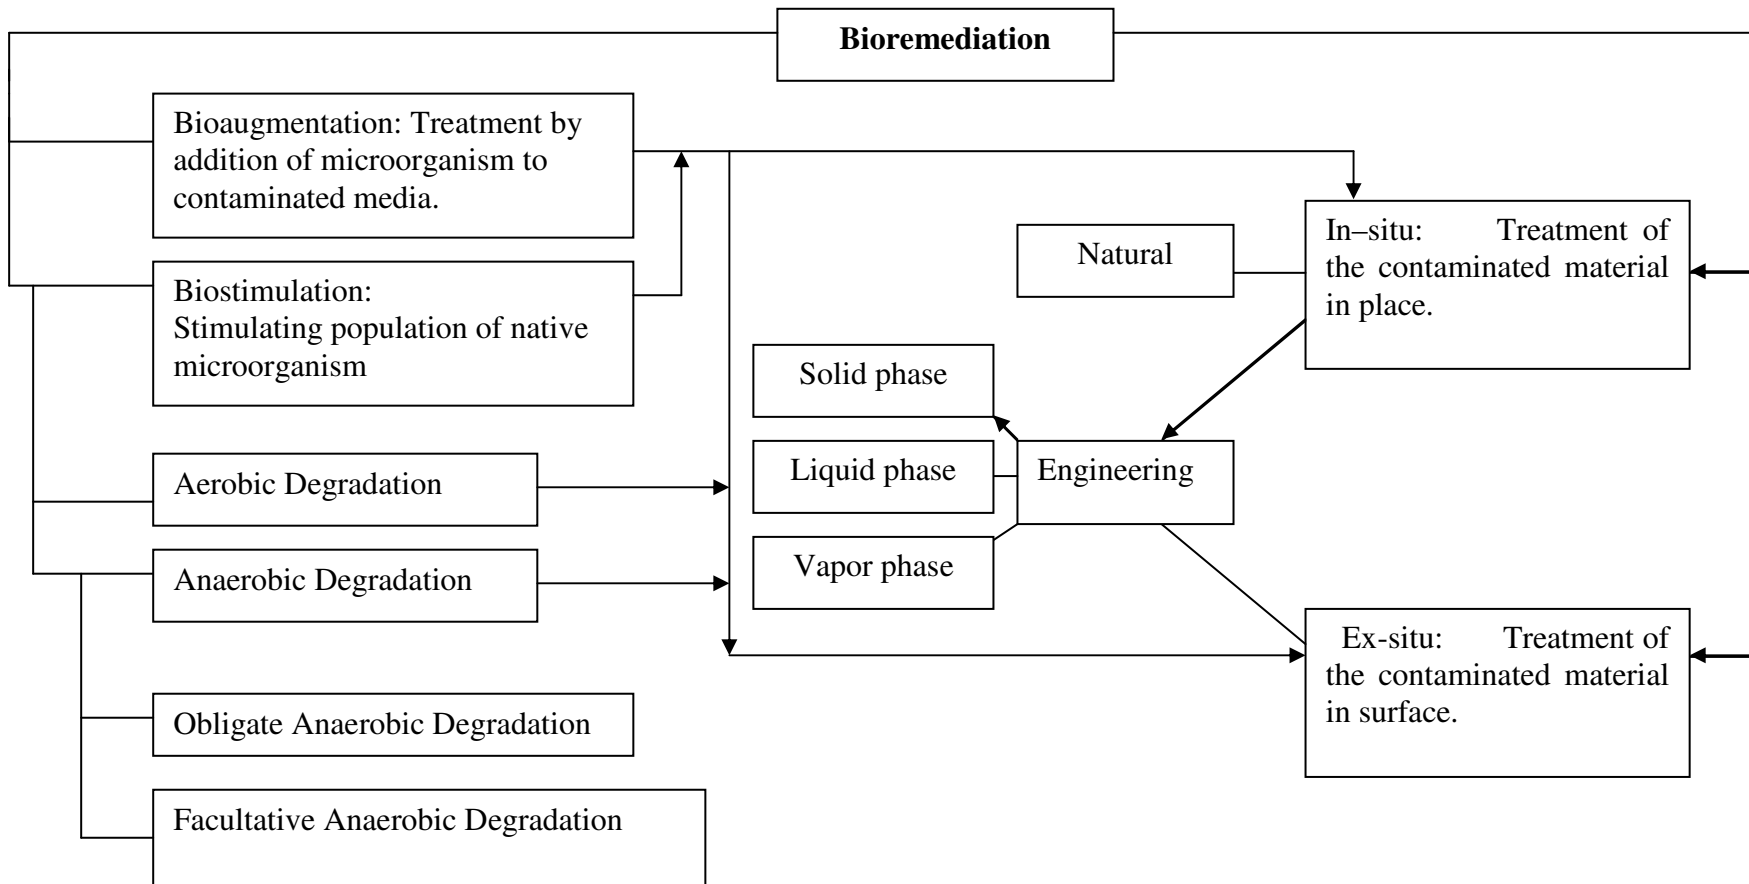 Bioremediation
Bioaugmentation: Treatment by
addition of microorganism to
contaminated media.
Biostimulation:
Stimulating population of native
microorganism
Aerobic Degradation
Anaerobic Degradation
Obligate Anaerobic Degradation
Facultative Anaerobic Degradation
Natural
Solid phase
Liquid phase
Vapor phase
Engineering
In–situ: Treatment of
the contaminated material
in place.
Ex-situ: Treatment of
the contaminated material
in surface.